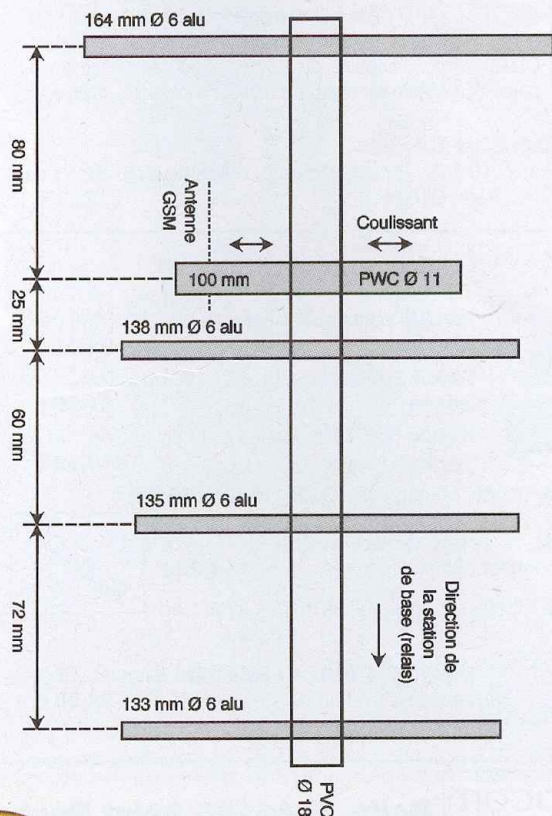 164 mm Ø 6 alu
80 mm
Antenne
GSM
Coulissant
100 mm
PWC Ø 11
25 mm
138 mm Ø 6 alu
60 mm
135 mm Ø 6 alu
Direction de
la station
de base (relais)
72 mm
133 mm Ø 6 alu
PVC
Ø 18